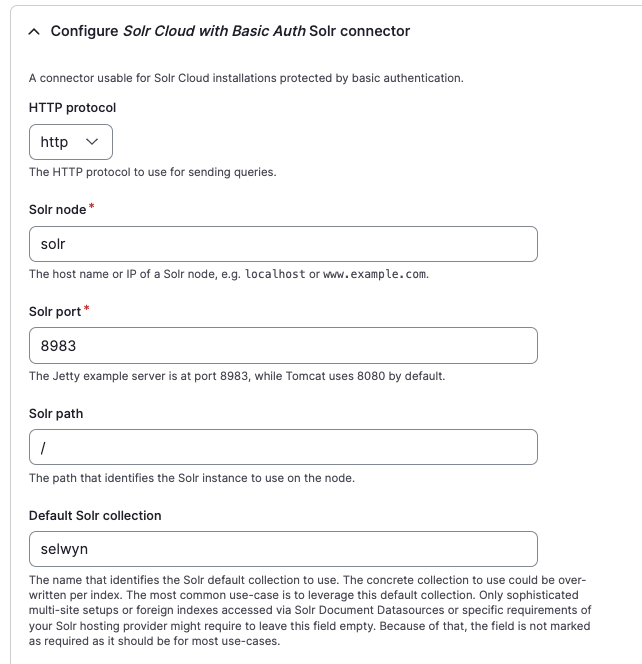 Configure Solr Cloud with Basic Auth Solr connector
A connector usable for Solr Cloud installations protected by basic authentication.
HTTP protocol
http
The HTTP protocol to use for sending queries.
Solr node*
solr
The host name or IP of a Solr node, e.g. localhost or www.example.com.
Solr port*
8983
The Jetty example server is at port 8983, while Tomcat uses 8080 by default.
Solr path
/
The path that identifies the Solr instance to use on the node.
Default Solr collection
selwyn
The name that identifies the Solr default collection to use. The concrete collection to use could be over-
written per index. The most common use-case is to leverage this default collection. Only sophisticated
multi-site setups or foreign indexes accessed via Solr Document Datasources or specific requirements of
your Solr hosting provider might require to leave this field empty. Because of that, the field is not marked
as required as it should be for most use-cases.